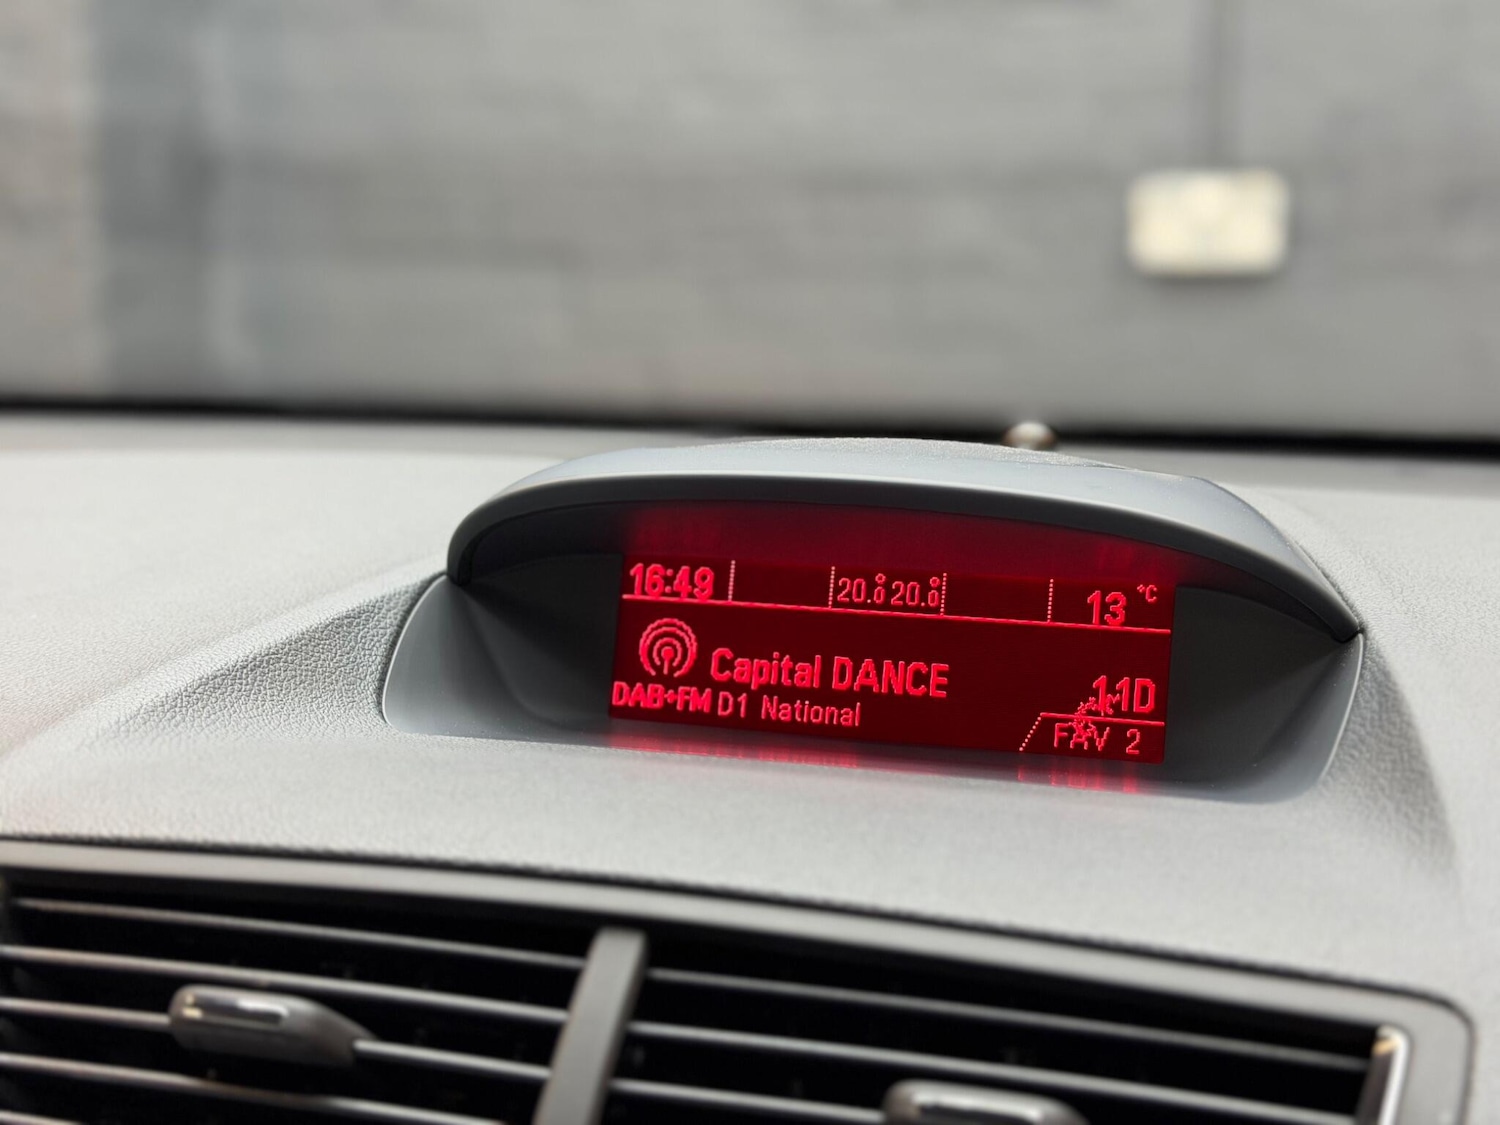 16:49 20.0° 20.0° 13 °C
Capital DANCE
11D
DAB+FM D1 National
FAV 2